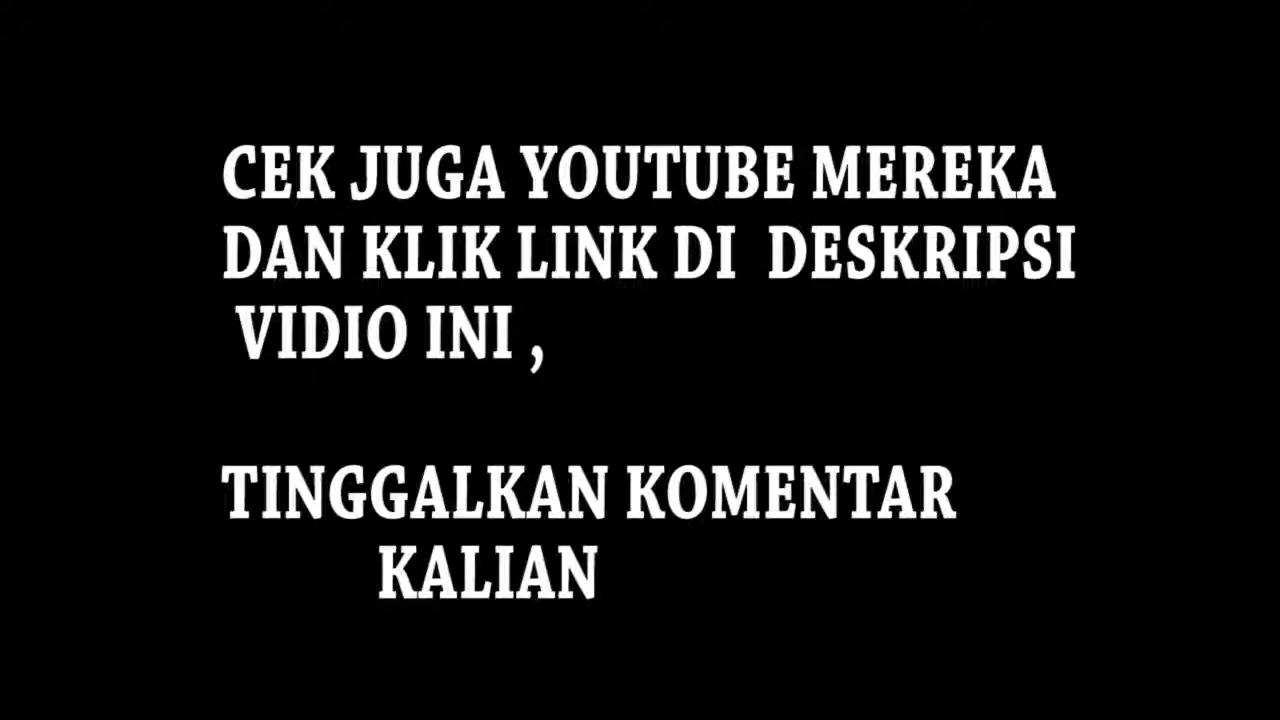 CEK JUGA YOUTUBE MEREKA
DAN KLIK LINK DI DESKRIPSI
VIDIO INI ,
TINGGALKAN KOMENTAR
KALIAN